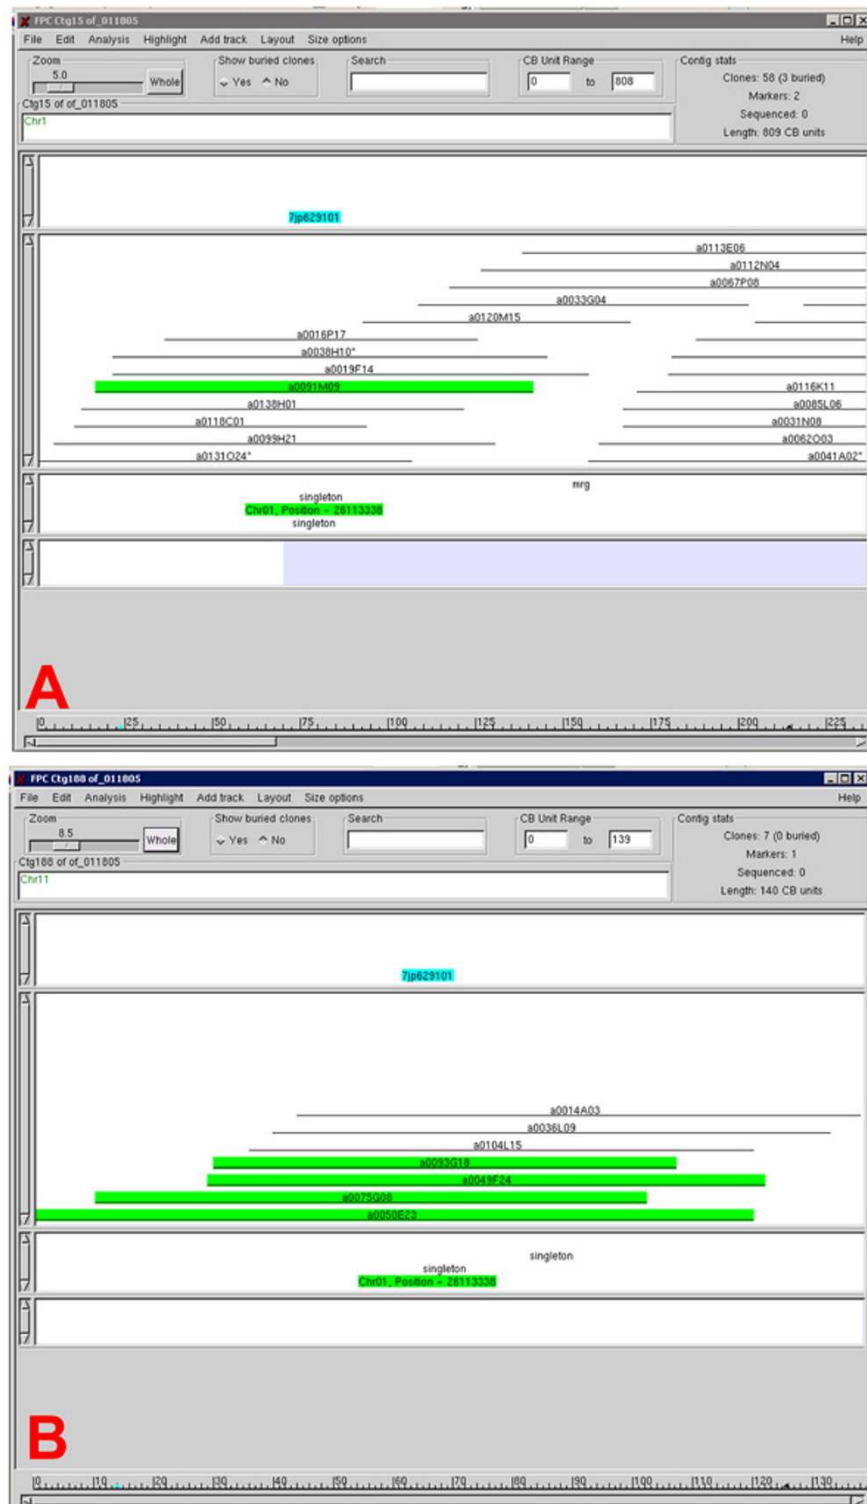 FPC Ctg15 of of_011805
File Edit Analysis Highlight Add track Layout Size options Help
Zoom Show buried clones Search CB Unit Range Contig stats
5.0 Whole Yes No 0 to 808 Clones: 58 (3 buried)
Markers: 2
Sequenced: 0
Length: 809 CB units
Ctg15 of of_011805
Chr1
7jp629101
a0113E06
a0112N04
a0067P08
a0033G04
a0120M15
a0016P17
a0038H10*
a0019F14
a0091M09 a0116K11
a0138H01 a0085L06
a0118C01 a0031N08
a0099H21 a0062O03
a0131O24* a0041A02*
mrg
singleton
Chr01, Position - 26113338
singleton
A
0 25 50 75 100 125 150 175 200 225
FPC Ctg188 of of_011805
File Edit Analysis Highlight Add track Layout Size options Help
Zoom Show buried clones Search CB Unit Range Contig stats
8.5 Whole Yes No 0 to 139 Clones: 7 (0 buried)
Markers: 1
Sequenced: 0
Length: 140 CB units
Ctg188 of of_011805
Chr11
7jp629101
a0014A03
a0036L09
a0104L15
a0093G18
a0049F24
a0075G08
a0050E23
singleton
singleton
Chr01, Position - 26113338
B
0 10 20 30 40 50 60 70 80 90 100 110 120 130